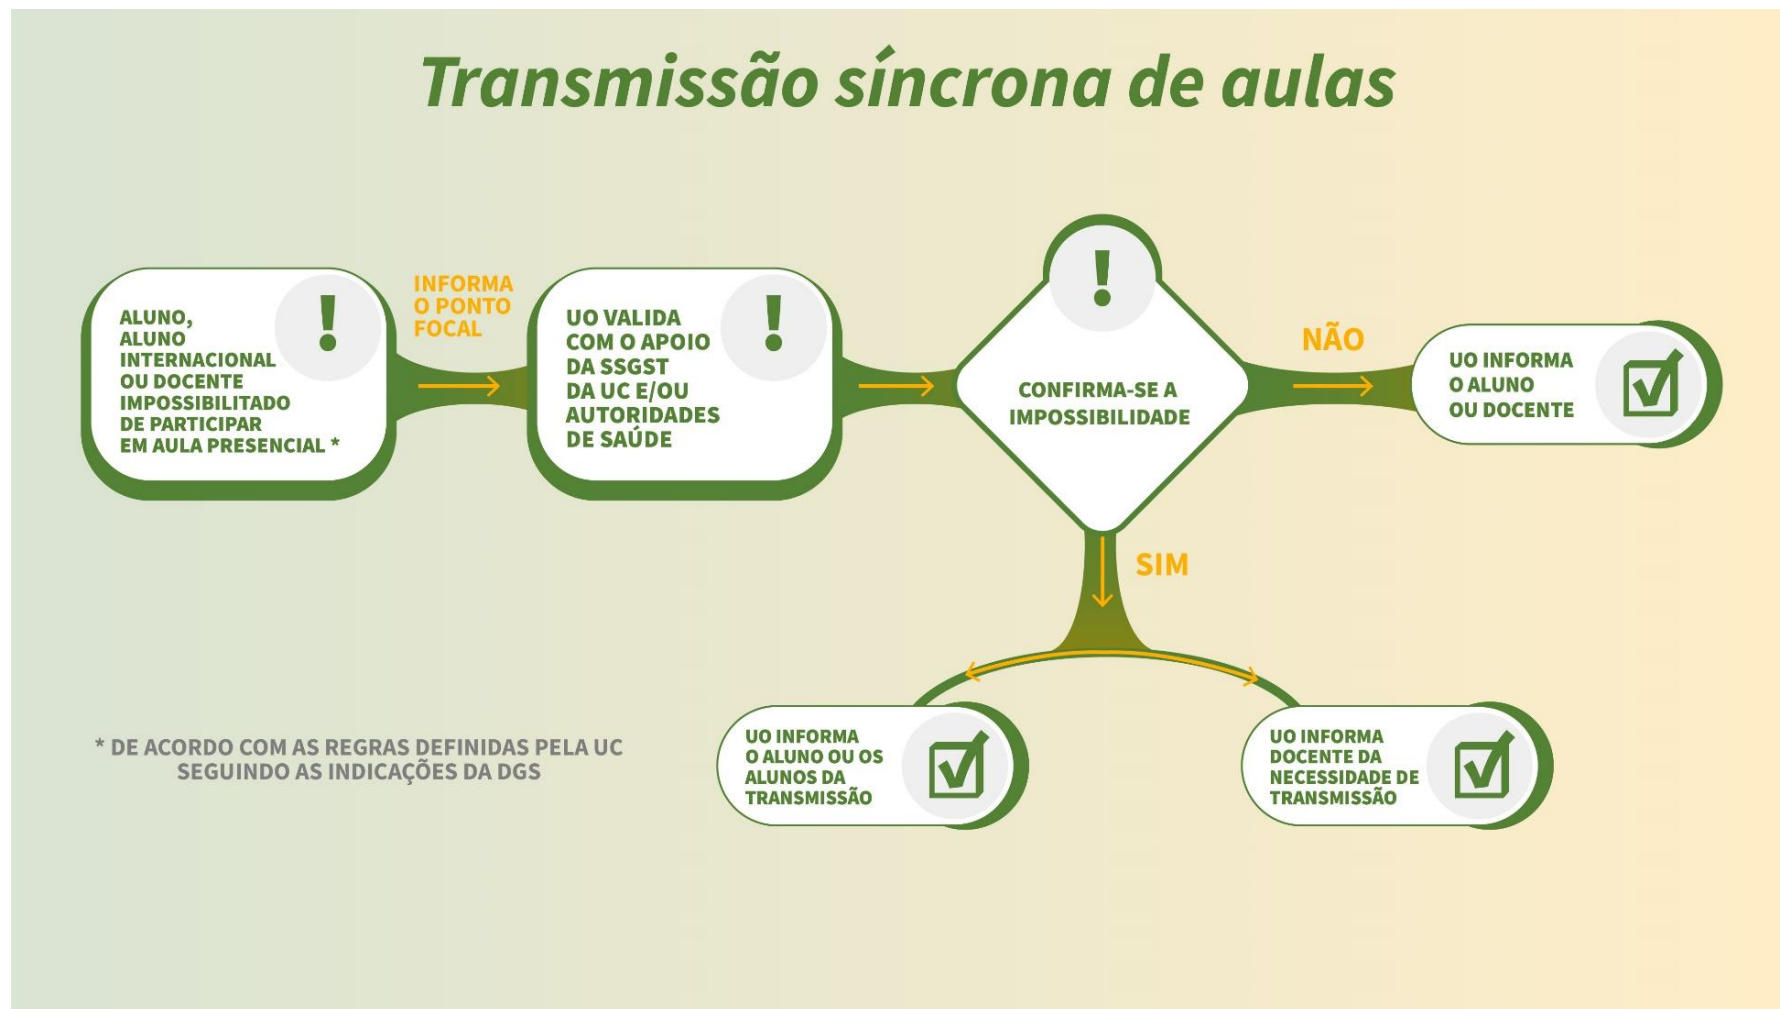 Transmissão síncrona de aulas
ALUNO,
ALUNO
INTERNACIONAL
OU DOCENTE
IMPOSSIBILITADO
DE PARTICIPAR
EM AULA PRESENCIAL *
INFORMA
O PONTO
FOCAL
UO VALIDA
COM O APOIO
DA SSGST
DA UC E/OU
AUTORIDADES
DE SAÚDE
CONFIRMA-SE A
IMPOSSIBILIDADE
NÃO
UO INFORMA
O ALUNO
OU DOCENTE
SIM
UO INFORMA
O ALUNO OU OS
ALUNOS DA
TRANSMISSÃO
UO INFORMA
DOCENTE DA
NECESSIDADE DE
TRANSMISSÃO
* DE ACORDO COM AS REGRAS DEFINIDAS PELA UC
SEGUINDO AS INDICAÇÕES DA DGS